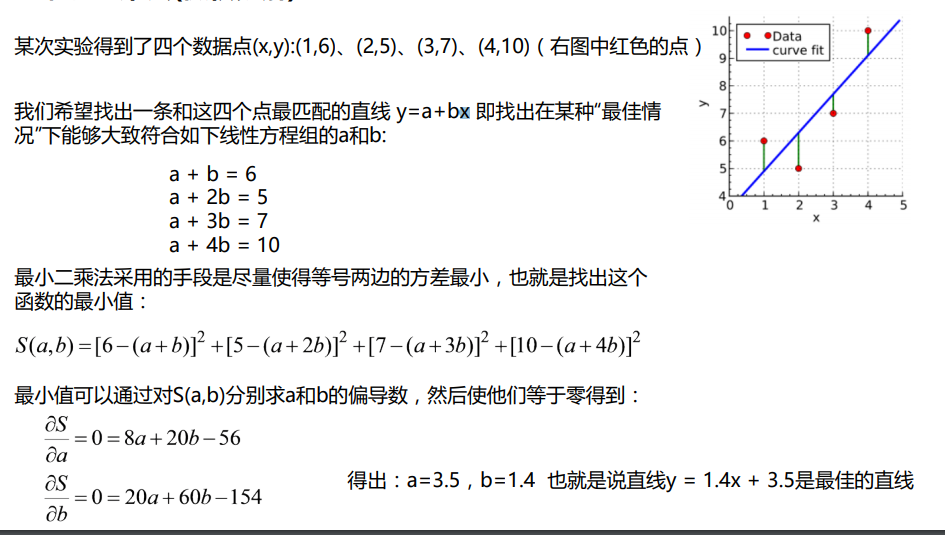 某次实验得到了四个数据点(x,y):(1,6)、(2,5)、(3,7)、(4,10)(右图中红色的点)
我们希望找出一条和这四个点最匹配的直线 y=a+bx 即找出在某种“最佳情
况”下能够大致符合如下线性方程组的a和b:
a + b = 6
a + 2b = 5
a + 3b = 7
a + 4b = 10
最小二乘法采用的手段是尽量使得等号两边的方差最小，也就是找出这个
函数的最小值：
S(a,b)=[6−(a+b)]²+[5−(a+2b)]²+[7−(a+3b)]²+[10−(a+4b)]²
最小值可以通过对S(a,b)分别求a和b的偏导数，然后使他们等于零得到：
∂S/∂a=0=8a+20b−56
∂S/∂b=0=20a+60b−154
得出：a=3.5，b=1.4 也就是说直线y = 1.4x + 3.5是最佳的直线
Data
curve fit
10
9
8
7
6
5
4
y
0 1 2 3 4 5
x